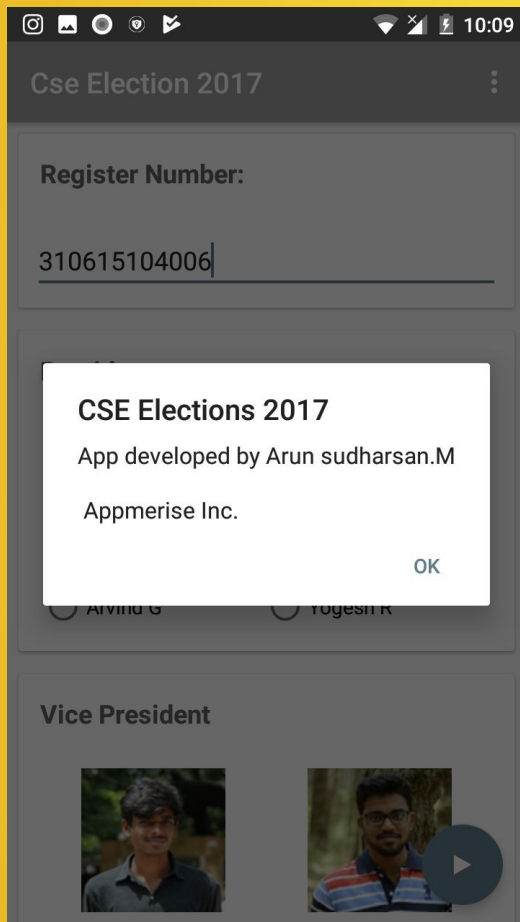 10:09
Cse Election 2017
Register Number:
310615104006
CSE Elections 2017
App developed by Arun sudharsan.M
Appmerise Inc.
OK
Arvind G
Yogesh R
Vice President